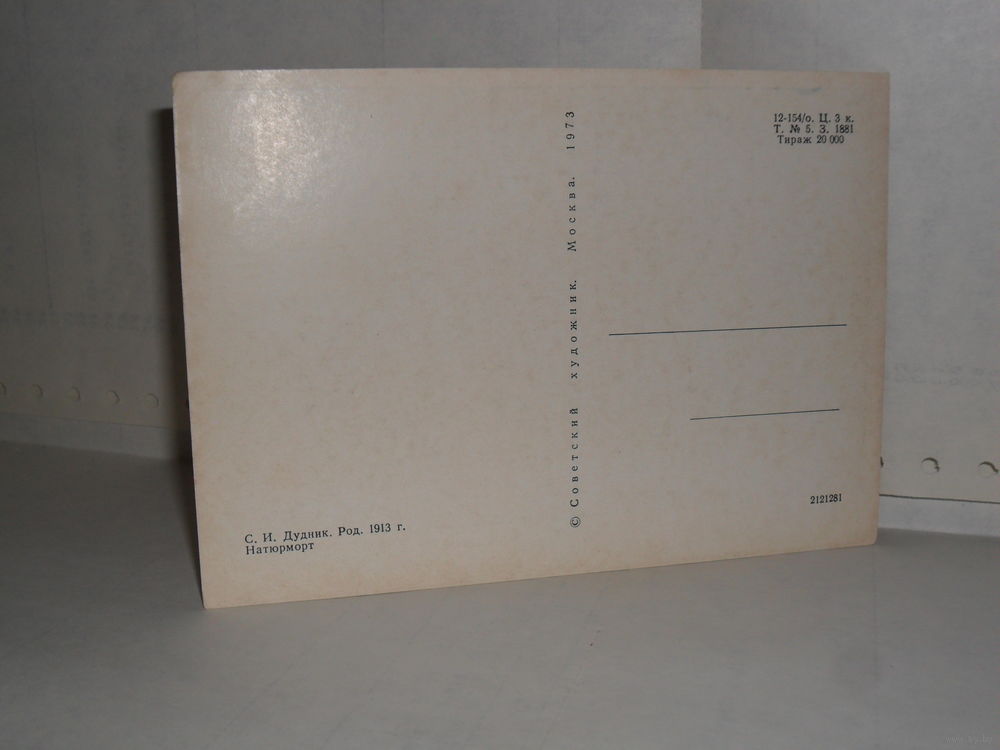 12-154/о. Ц. 3 к.
Т. № 5. З. 1881
Тираж 20 000
© Советский художник. Москва. 1973
2121281
С. И. Дудник. Род. 1913 г.
Натюрморт